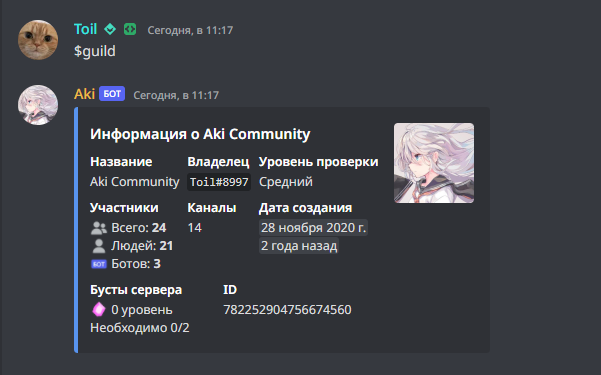 Toil Сегодня, в 11:17
$guild
Aki БОТ Сегодня, в 11:17
Информация о Aki Community
Название Владелец Уровень проверки
Aki Community Toil#8997 Средний
Участники Каналы Дата создания
Всего: 24 14 28 ноября 2020 г.
Людей: 21 2 года назад
БОТ Ботов: 3
Бусты сервера ID
0 уровень 782252904756674560
Необходимо 0/2